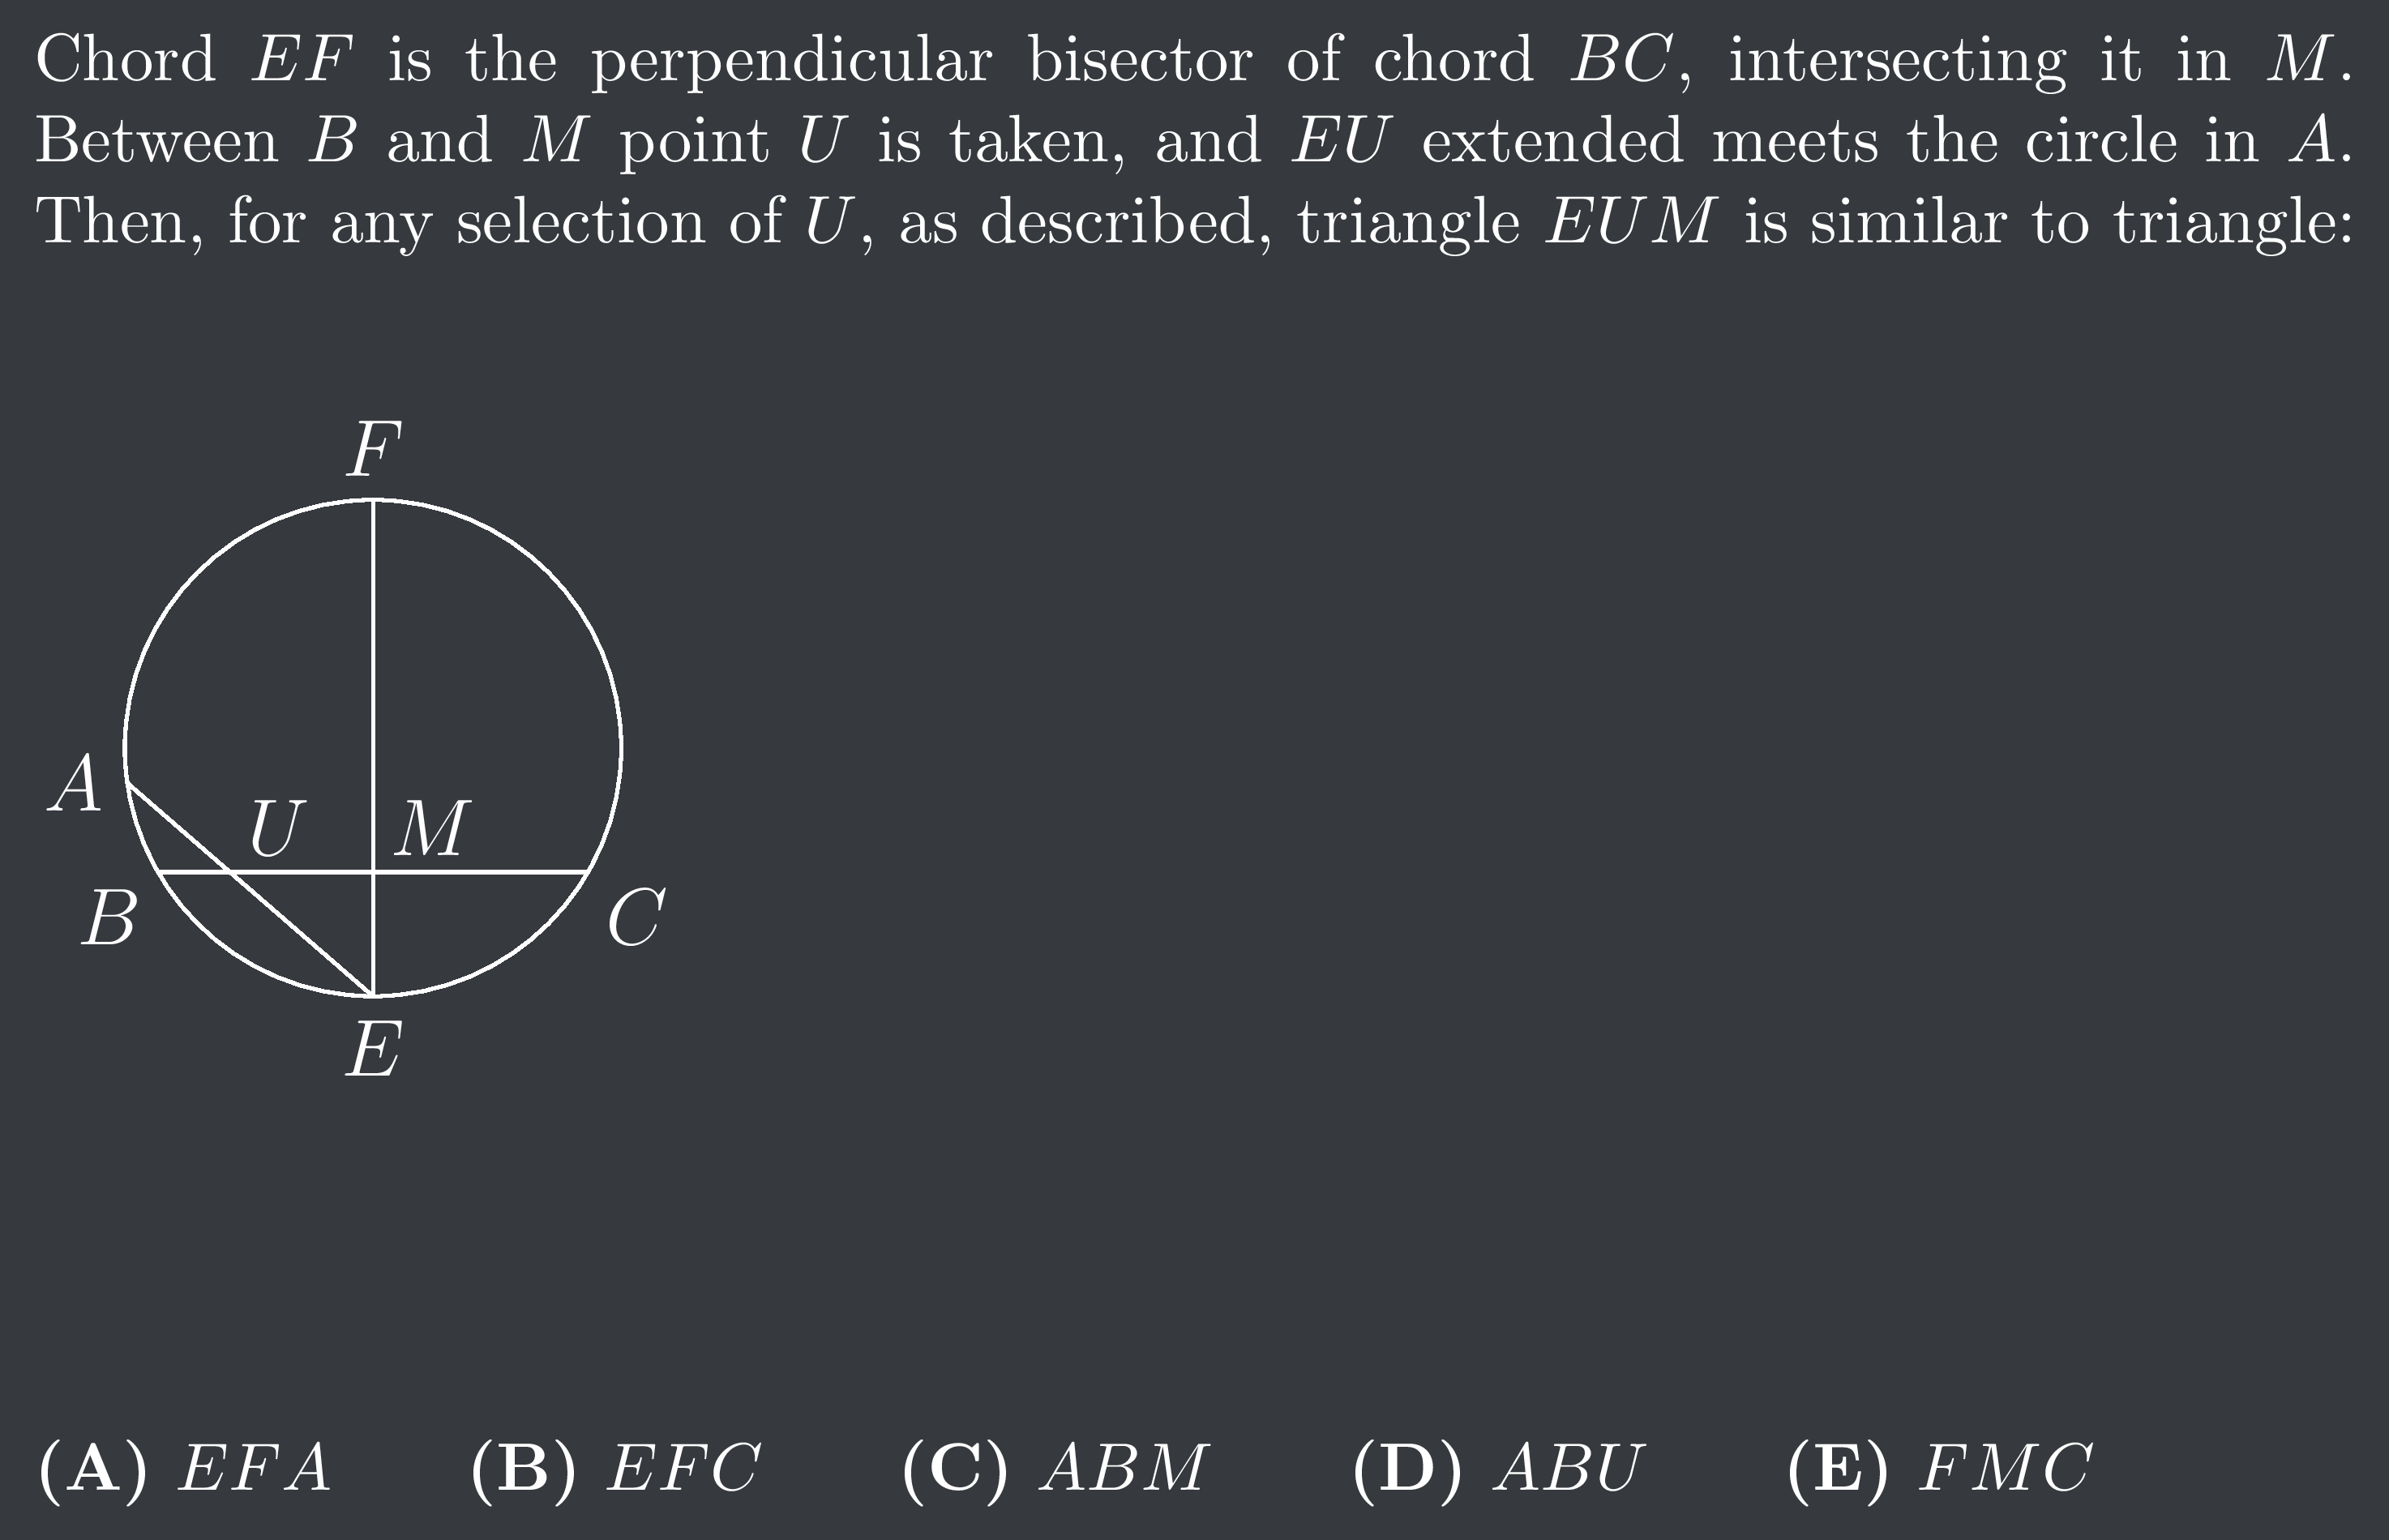 Chord EF is the perpendicular bisector of chord BC, intersecting it in M.
Between B and M point U is taken, and EU extended meets the circle in A.
Then, for any selection of U, as described, triangle EUM is similar to triangle:
F
A
U M
B
C
E
(A) EFA (B) EFC (C) ABM (D) ABU (E) FMC